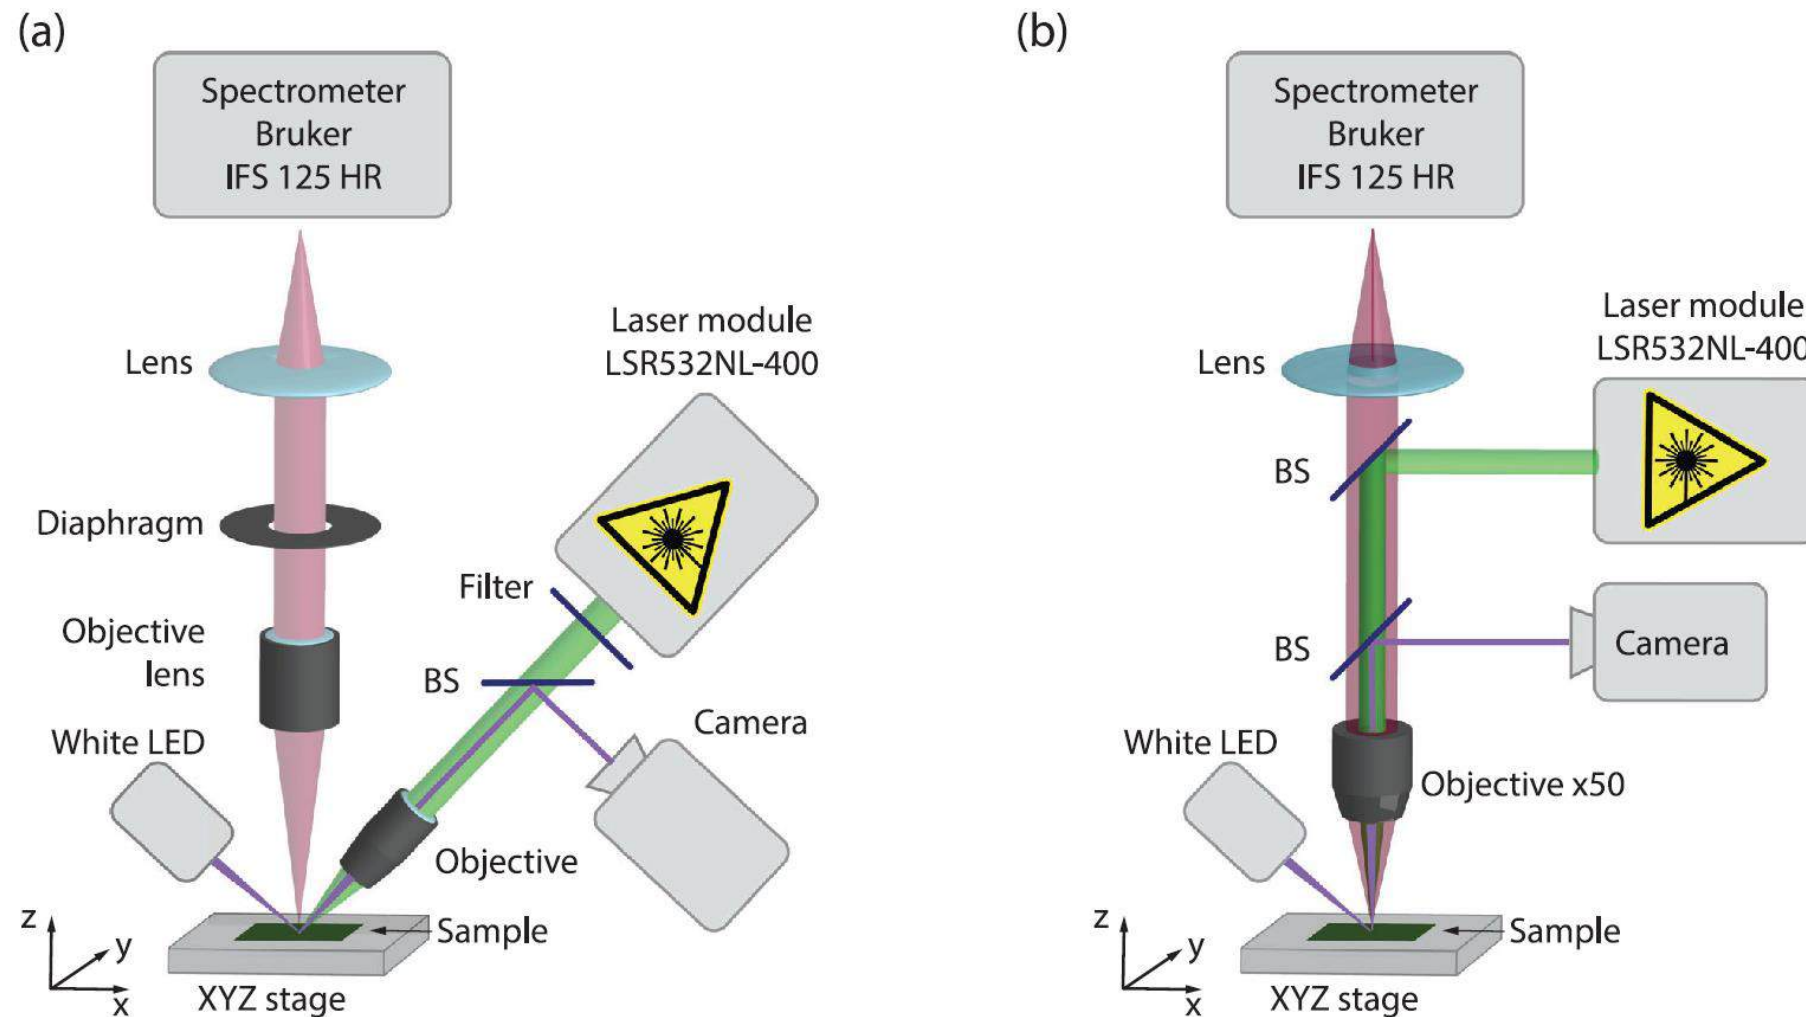 (a)
Spectrometer
Bruker
IFS 125 HR
Lens
Laser module
LSR532NL-400
Diaphragm
Filter
Objective
lens
BS
Camera
White LED
Objective
Sample
z
y
x
XYZ stage
(b)
Spectrometer
Bruker
IFS 125 HR
Laser module
LSR532NL-400
Lens
BS
BS
Camera
White LED
Objective x50
Sample
z
y
x
XYZ stage